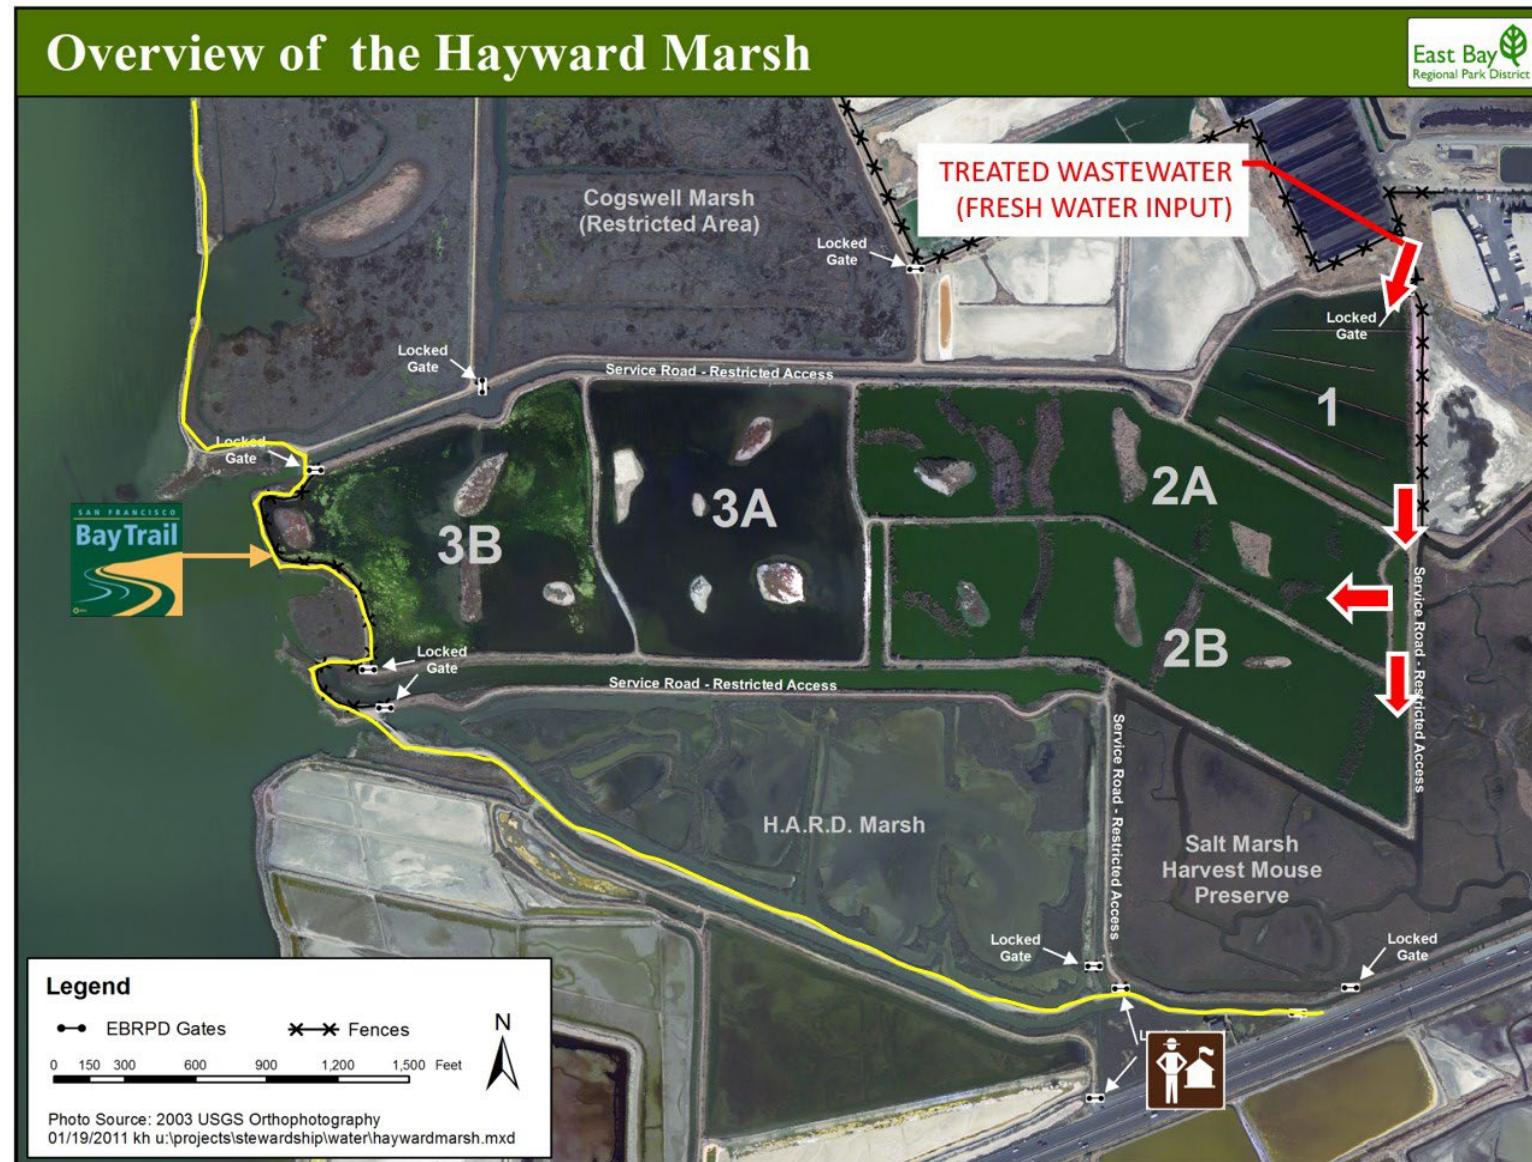 Overview of the Hayward Marsh
East Bay
Regional Park District
TREATED WASTEWATER
(FRESH WATER INPUT)
Cogswell Marsh
(Restricted Area)
Locked
Gate
Locked
Gate
Locked
Gate
Service Road - Restricted Access
Locked
Gate
1
2A
3A
3B
2B
SAN FRANCISCO
BayTrail
Service Road - Restricted Access
Locked
Gate
Service Road - Restricted Access
Service Road - Restricted Access
H.A.R.D. Marsh
Salt Marsh
Harvest Mouse
Preserve
Locked
Gate
Locked
Gate
Legend
EBRPD Gates
Fences
N
0 150 300 600 900 1,200 1,500 Feet
Photo Source: 2003 USGS Orthophotography
01/19/2011 kh u:\projects\stewardship\water\haywardmarsh.mxd